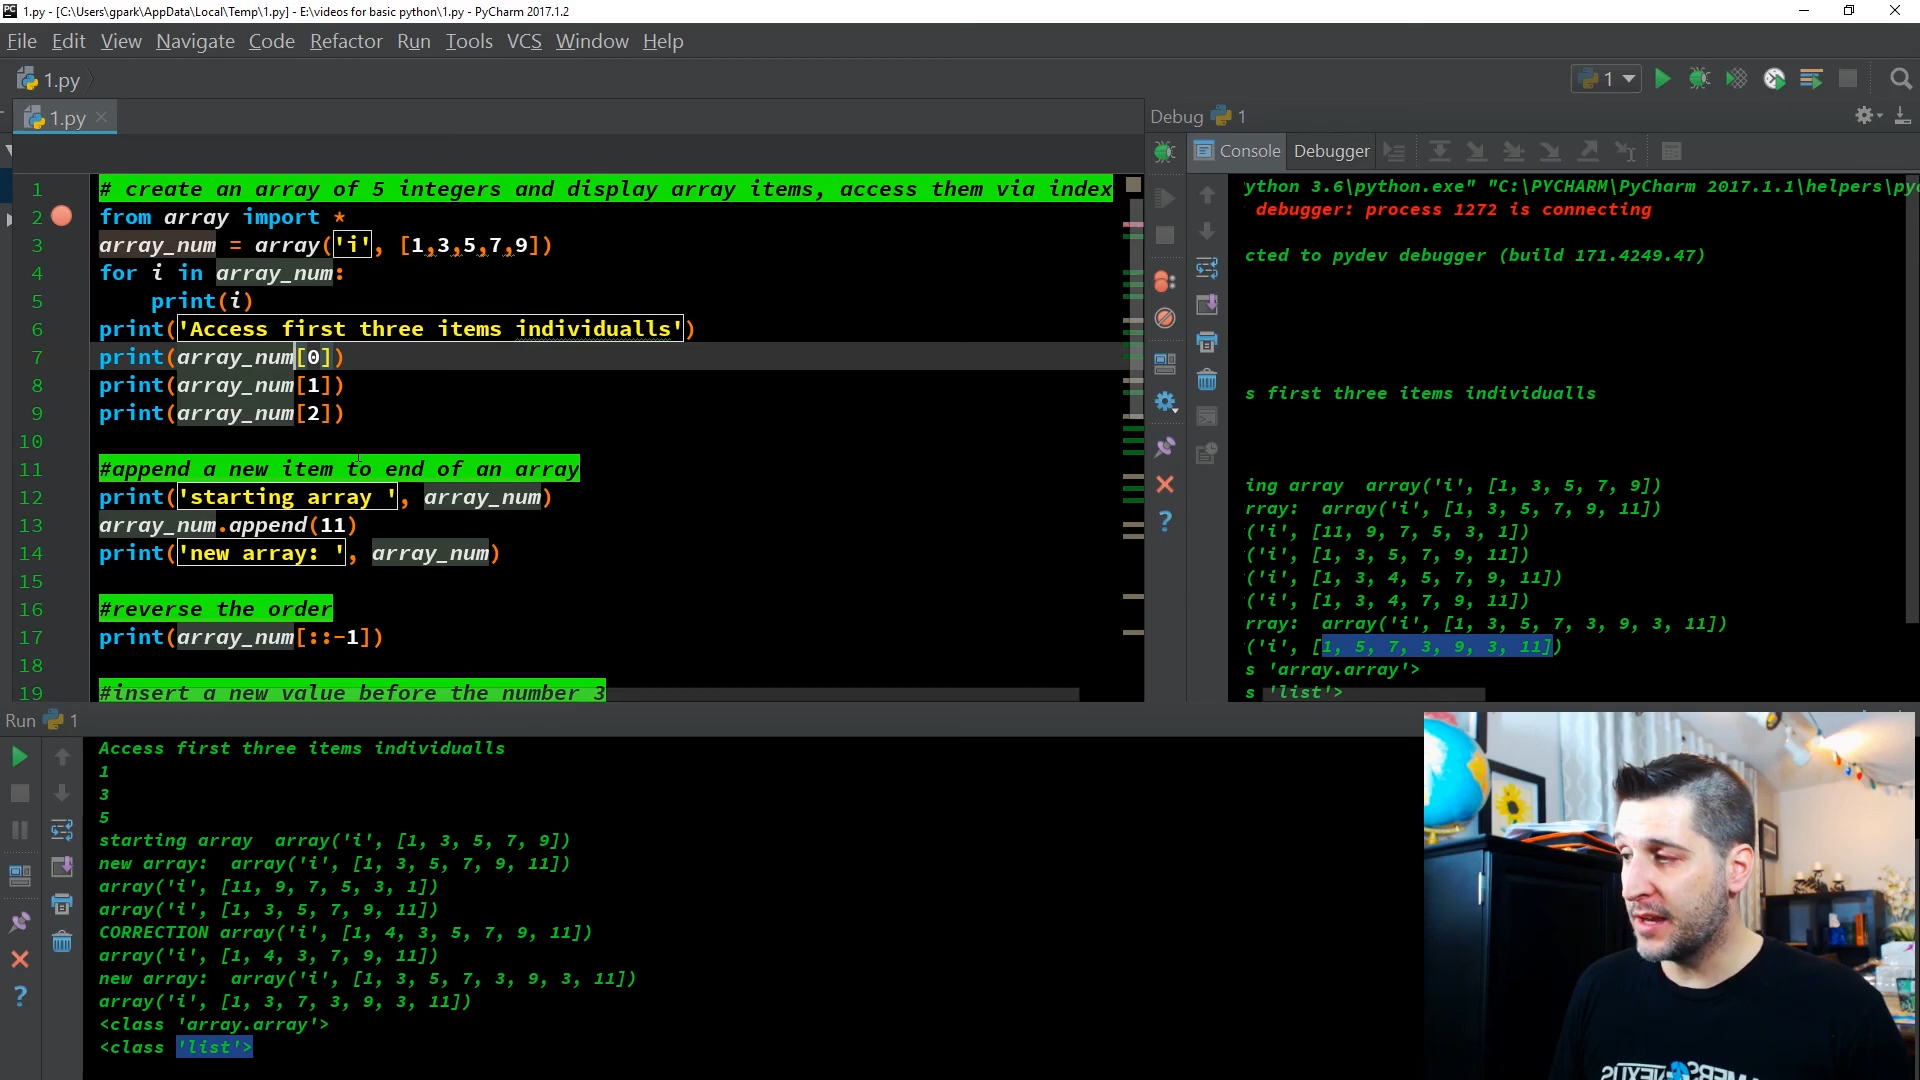 1.py - [C:\Users\gpark\AppData\Local\Temp\1.py] - E:\videos for basic python\1.py - PyCharm 2017.1.2
File Edit View Navigate Code Refactor Run Tools VCS Window Help
1.py
1
1.py
Debug 1
Console Debugger
1 # create an array of 5 integers and display array items, access them via index
2 from array import *
3 array_num = array('i', [1,3,5,7,9])
4 for i in array_num:
5 print(i)
6 print('Access first three items individualls')
7 print(array_num[0])
8 print(array_num[1])
9 print(array_num[2])
10
11 #append a new item to end of an array
12 print('starting array ', array_num)
13 array_num.append(11)
14 print('new array: ', array_num)
15
16 #reverse the order
17 print(array_num[::-1])
18
19 #insert a new value before the number 3
ython 3.6\python.exe" "C:\PYCHARM\PyCharm 2017.1.1\helpers\pyd
debugger: process 1272 is connecting
cted to pydev debugger (build 171.4249.47)
s first three items individualls
ing array  array('i', [1, 3, 5, 7, 9])
rray:  array('i', [1, 3, 5, 7, 9, 11])
('i', [11, 9, 7, 5, 3, 1])
('i', [1, 3, 5, 7, 9, 11])
('i', [1, 3, 4, 5, 7, 9, 11])
('i', [1, 3, 4, 7, 9, 11])
rray:  array('i', [1, 3, 5, 7, 3, 9, 3, 11])
('i', [1, 5, 7, 3, 9, 3, 11])
s 'array.array'>
s 'list'>
Run 1
Access first three items individualls
1
3
5
starting array  array('i', [1, 3, 5, 7, 9])
new array:  array('i', [1, 3, 5, 7, 9, 11])
array('i', [11, 9, 7, 5, 3, 1])
array('i', [1, 3, 5, 7, 9, 11])
CORRECTION array('i', [1, 4, 3, 5, 7, 9, 11])
array('i', [1, 4, 3, 7, 9, 11])
new array:  array('i', [1, 3, 5, 7, 3, 9, 3, 11])
array('i', [1, 3, 7, 3, 9, 3, 11])
<class 'array.array'>
<class 'list'>